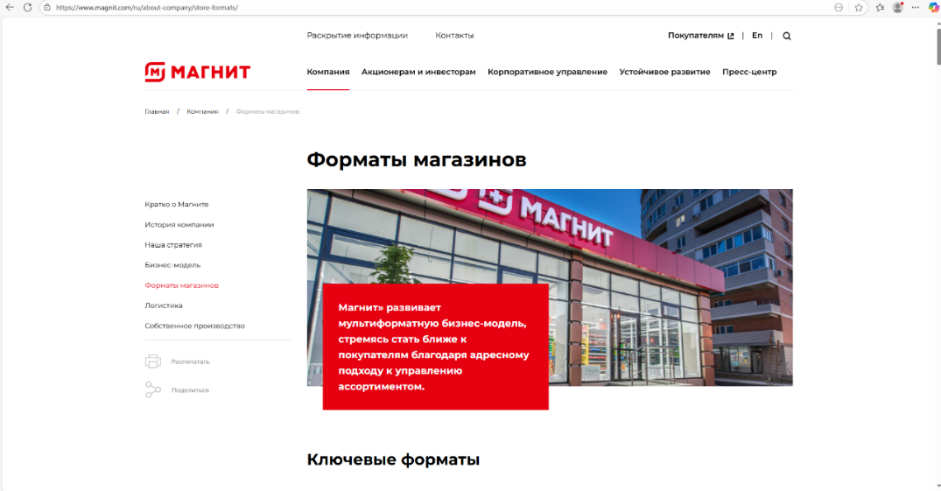 https://www.magnit.com/ru/about-company/store-formats/
Раскрытие информации Контакты Покупателям | En |
МАГНИТ
Компания Акционерам и инвесторам Корпоративное управление Устойчивое развитие Пресс-центр
Главная / Компания / Форматы магазинов
Форматы магазинов
Кратко о Магните
История компании
Наша стратегия
Бизнес-модель
Форматы магазинов
Логистика
Собственное производство
Распечатать
Поделиться
МАГНИТ
Магнит» развивает
мультиформатную бизнес-модель,
стремясь стать ближе к
покупателям благодаря адресному
подходу к управлению
ассортиментом.
Ключевые форматы